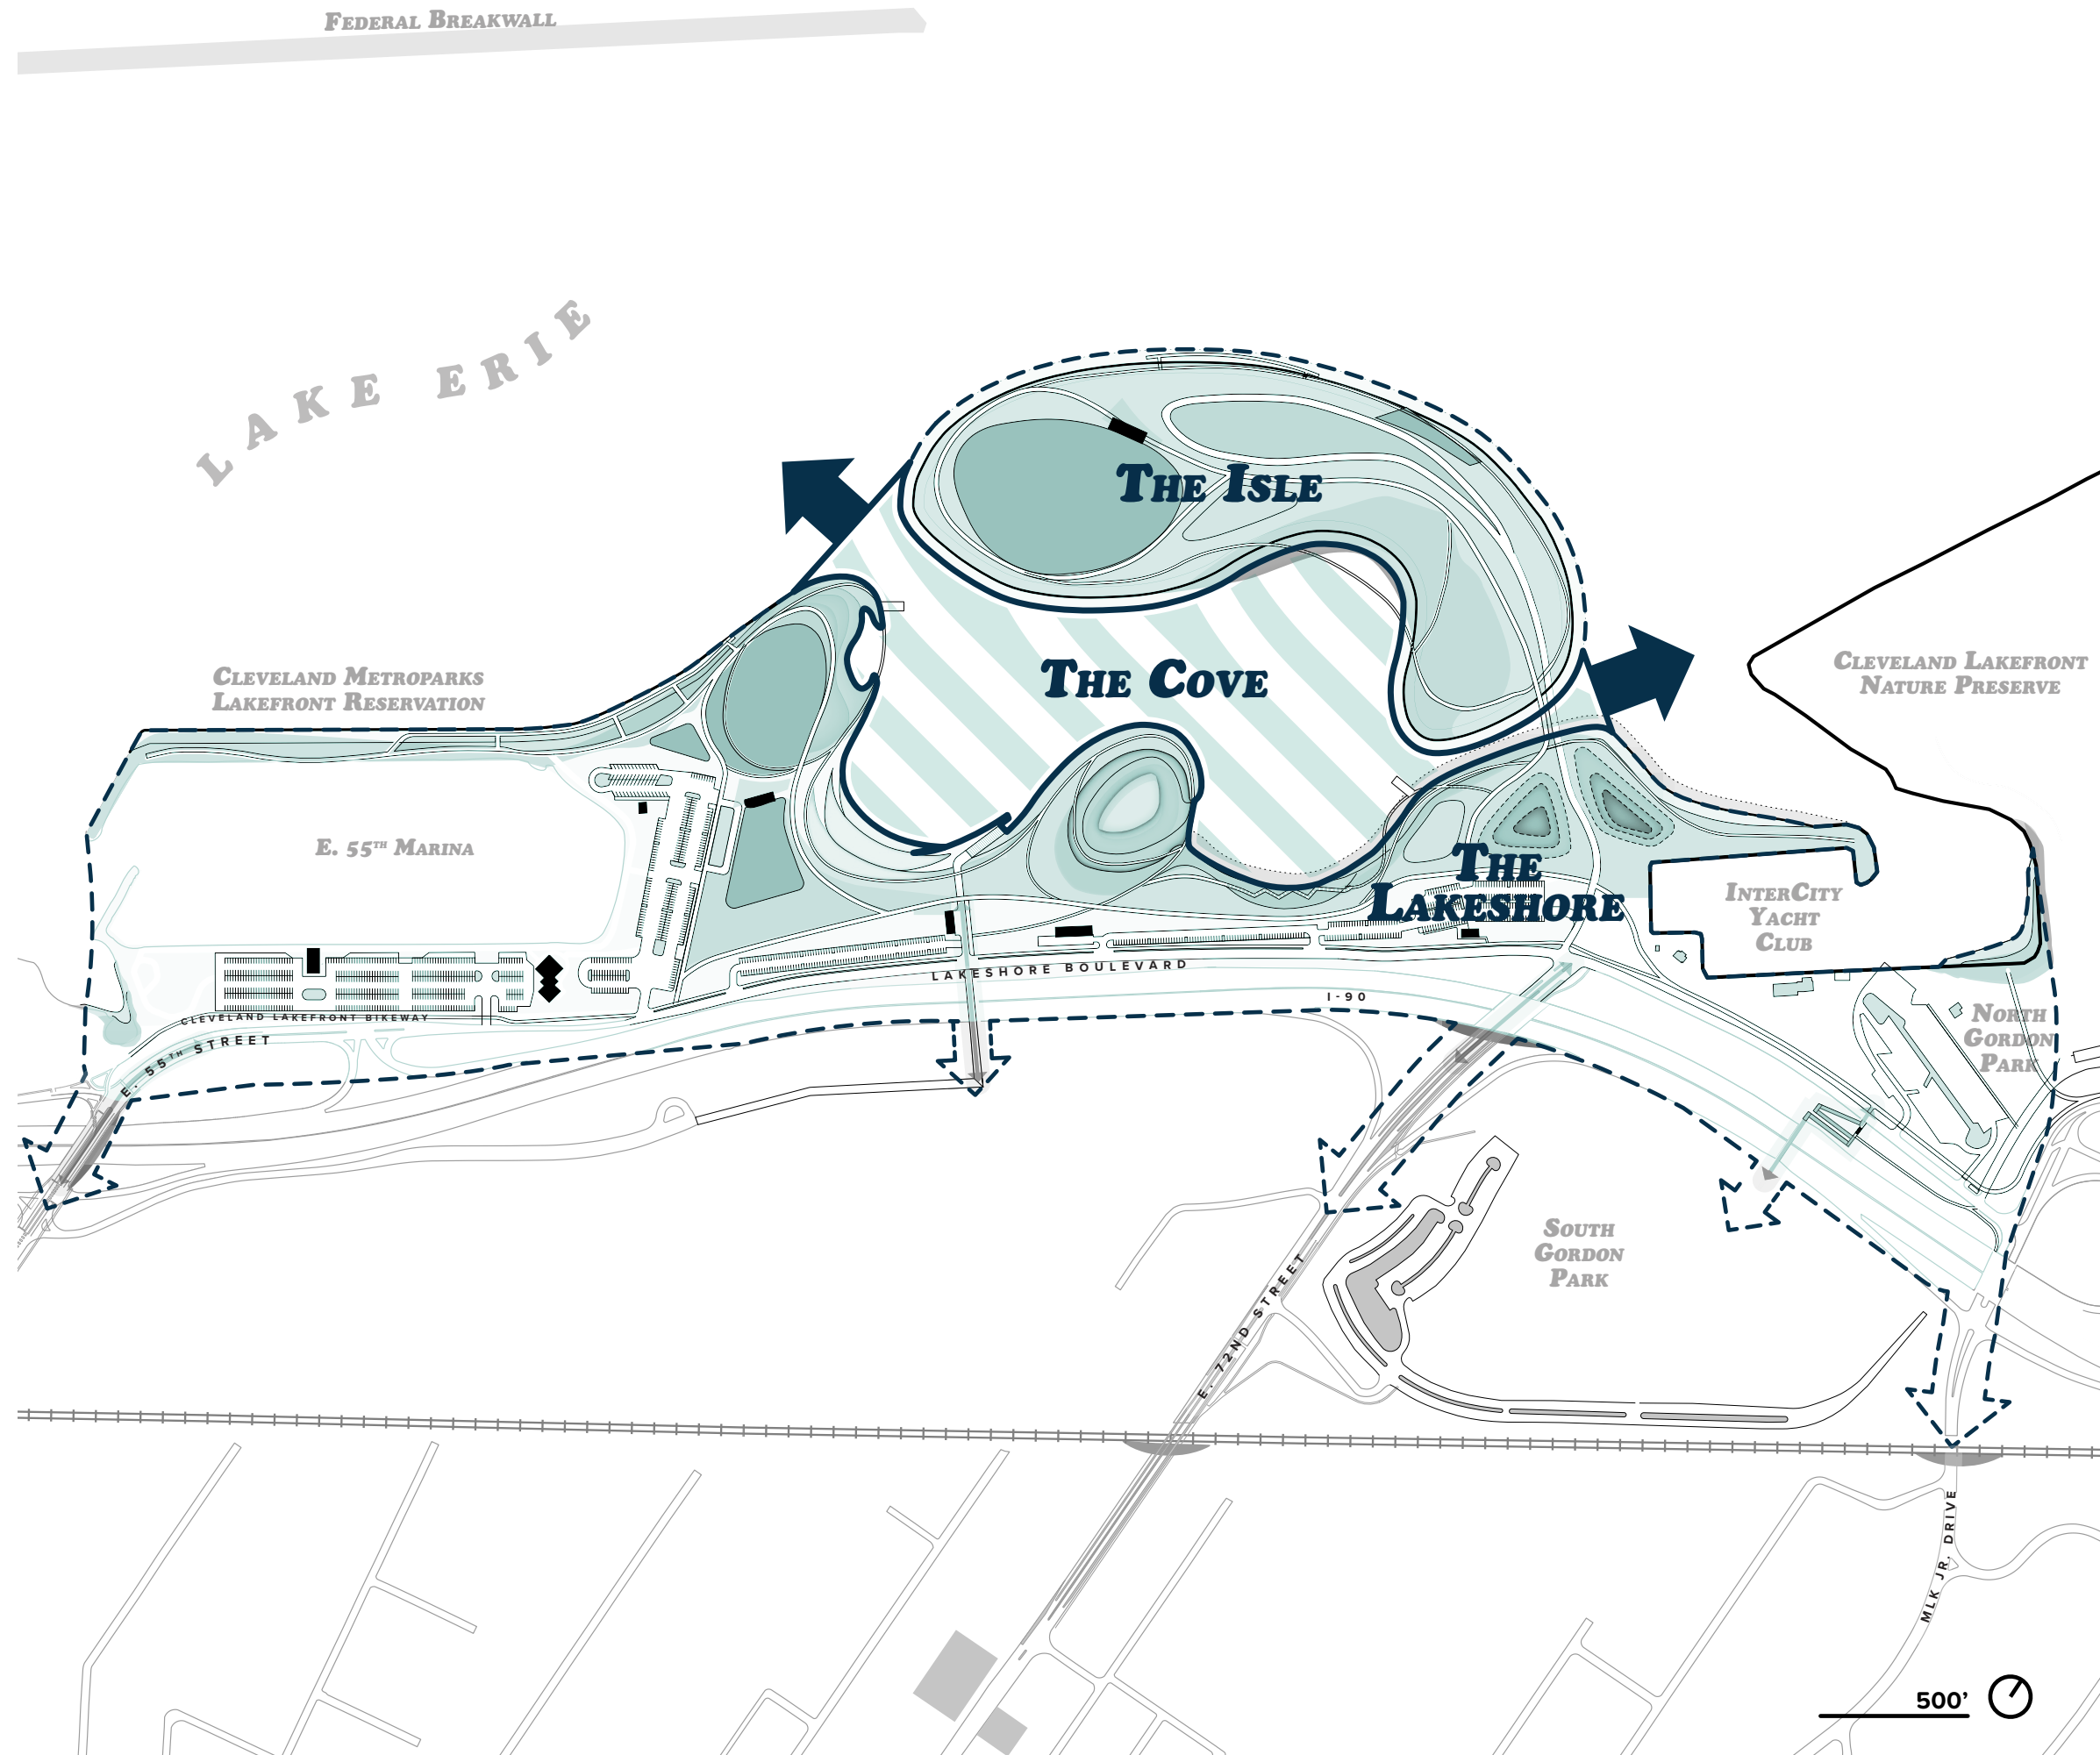 FEDERAL BREAKWALL
LAKE ERIE
THE ISLE
THE COVE
CLEVELAND METROPARKS
LAKEFRONT RESERVATION
CLEVELAND LAKEFRONT
NATURE PRESERVE
E. 55TH MARINA
THE
LAKESHORE
INTERCITY
YACHT
CLUB
LAKESHORE BOULEVARD
I-90
CLEVELAND LAKEFRONT BIKEWAY
E. 55TH STREET
NORTH
GORDON
PARK
SOUTH
GORDON
PARK
E. 72ND STREET
MLK JR. DRIVE
500'